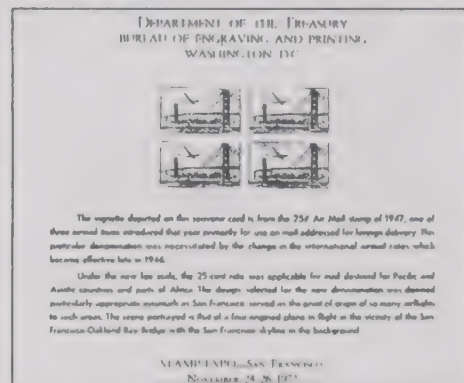 DEPARTMENT OF THE TREASURY
BUREAU OF ENGRAVING AND PRINTING
WASHINGTON DC
The vignette depicted on this souvenir card is from the 25¢ Air Mail stamp of 1947, one of
three airmail items introduced that year primarily for use on mail addressed for foreign delivery. This
particular denomination was necessitated by the change in the international airmail rates which
became effective late in 1946.
Under the new low scale, the 25 cent rate was applicable for mail destined for Pacific and
Asiatic countries and parts of Africa. The design selected for the new denomination was deemed
particularly appropriate inasmuch as San Francisco served as the point of origin of so many airflights
to such areas. The scene portrayed is that of a four engined plane in flight in the vicinity of the San
Francisco-Oakland Bay Bridge with the San Francisco skyline in the background
STAMP EXPO SAN FRANCISCO
NOVEMBER 24-26 1972